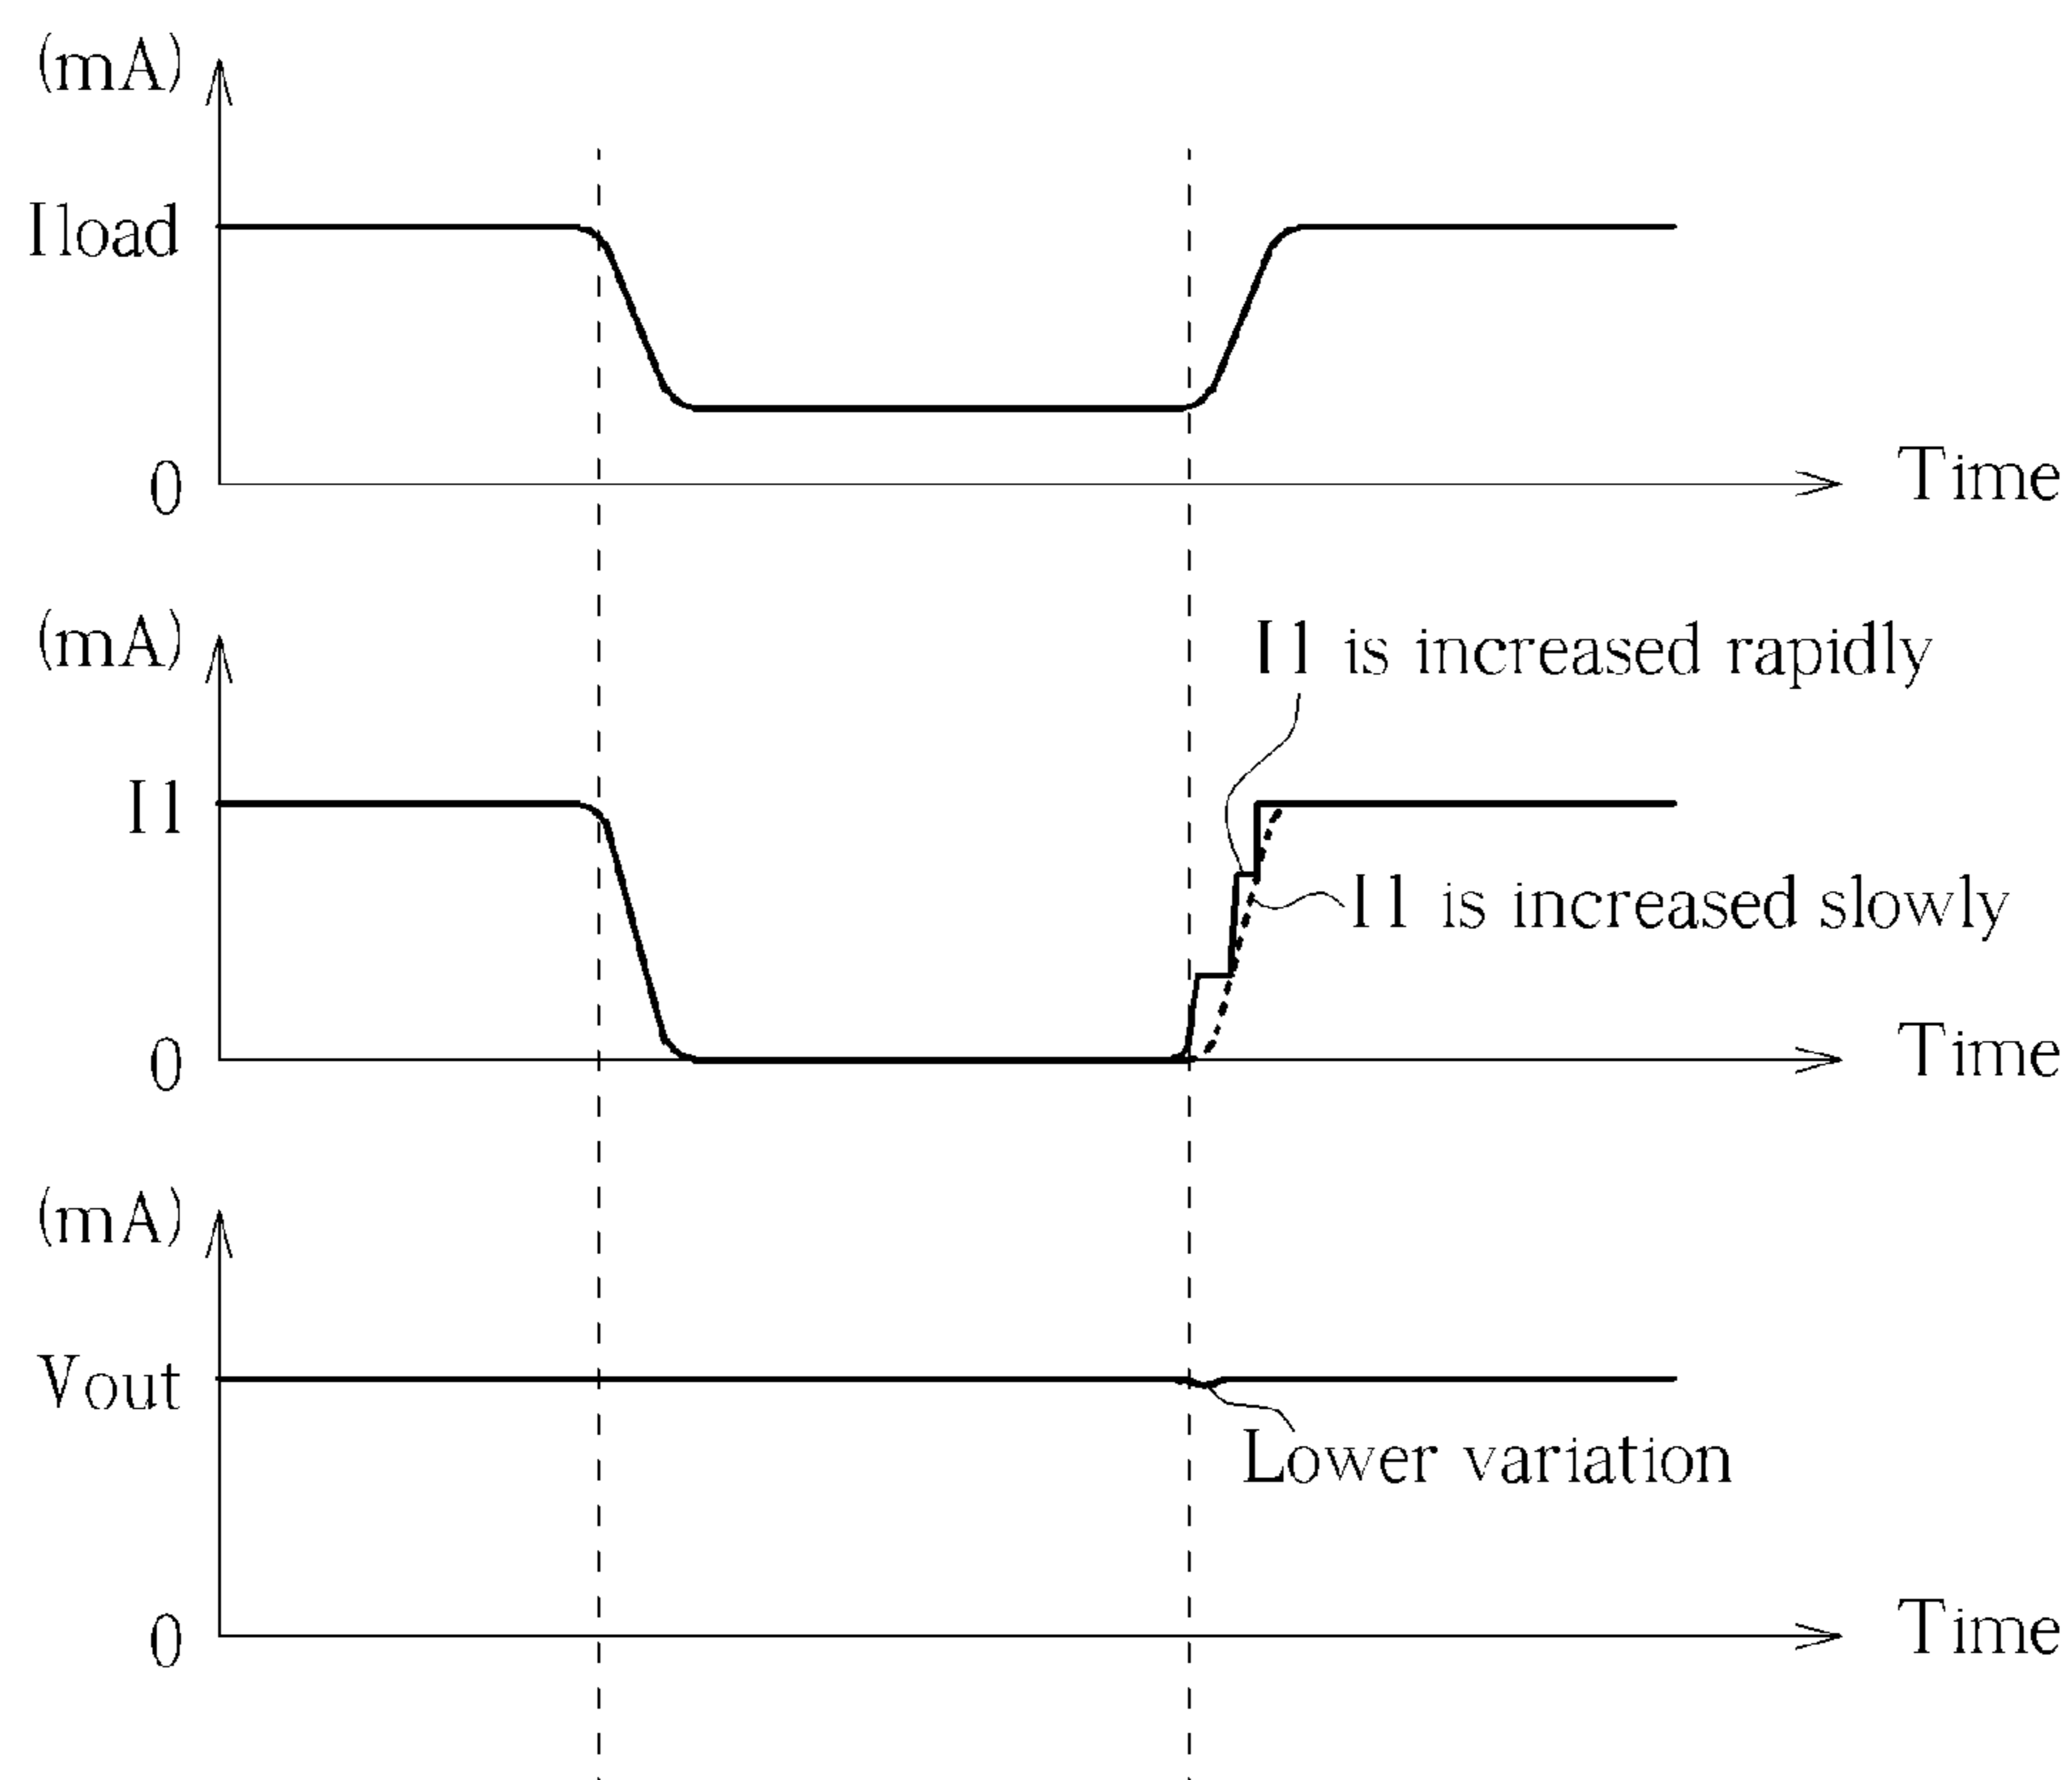 (mA)
Iload
0
Time
(mA)
I1 is increased rapidly
I1
I1 is increased slowly
0
Time
(mA)
Vout
Lower variation
0
Time